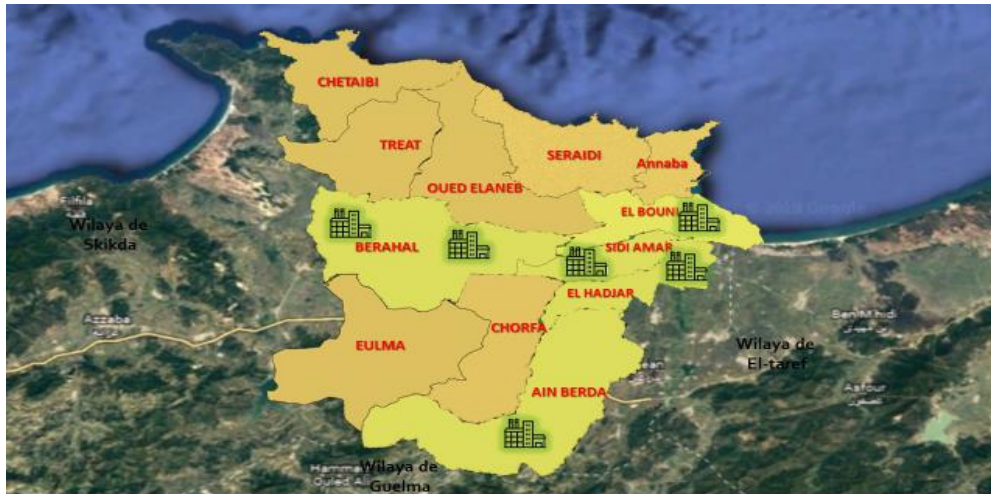 CHETAIBI
TREAT
SERAIDI
Annaba
OUED ELANEB
EL BOUNI
Wilaya de
Skikda
BERAHAL
SIDI AMAR
EL HADJAR
Azzaba
CHORFA
EULMA
Wilaya de
El-taref
AIN BERDA
Wilaya de
Guelma